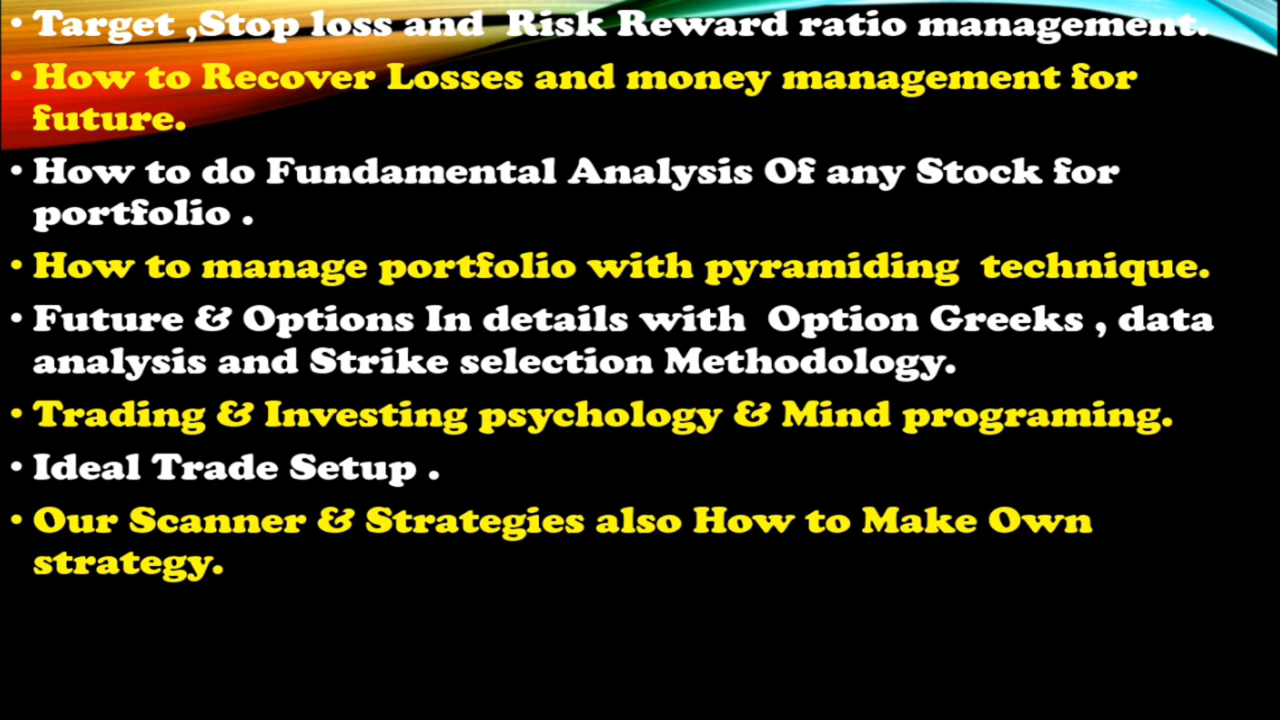 • Target ,Stop loss and Risk Reward ratio management.
• How to Recover Losses and money management for
future.
• How to do Fundamental Analysis Of any Stock for
portfolio .
• How to manage portfolio with pyramiding technique.
• Future & Options In details with Option Greeks , data
analysis and Strike selection Methodology.
• Trading & Investing psychology & Mind programing.
• Ideal Trade Setup .
• Our Scanner & Strategies also How to Make Own
strategy.